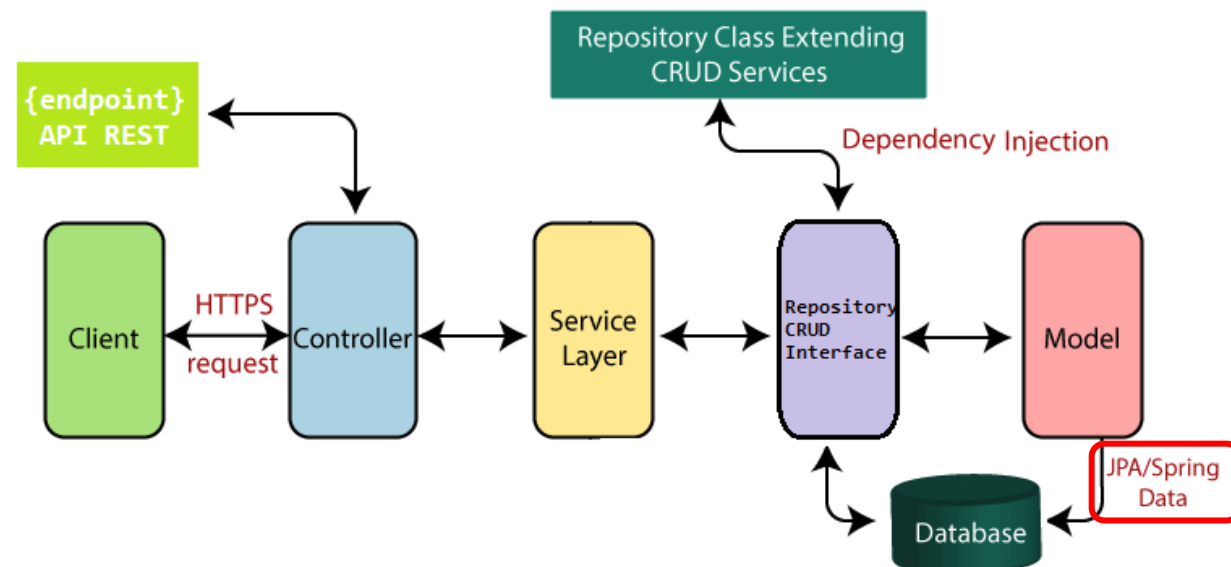 Repository Class Extending
CRUD Services
{endpoint}
API REST
Dependency Injection
HTTPS
request
Client
Controller
Service
Layer
Repository
CRUD
Interface
Model
JPA/Spring
Data
Database